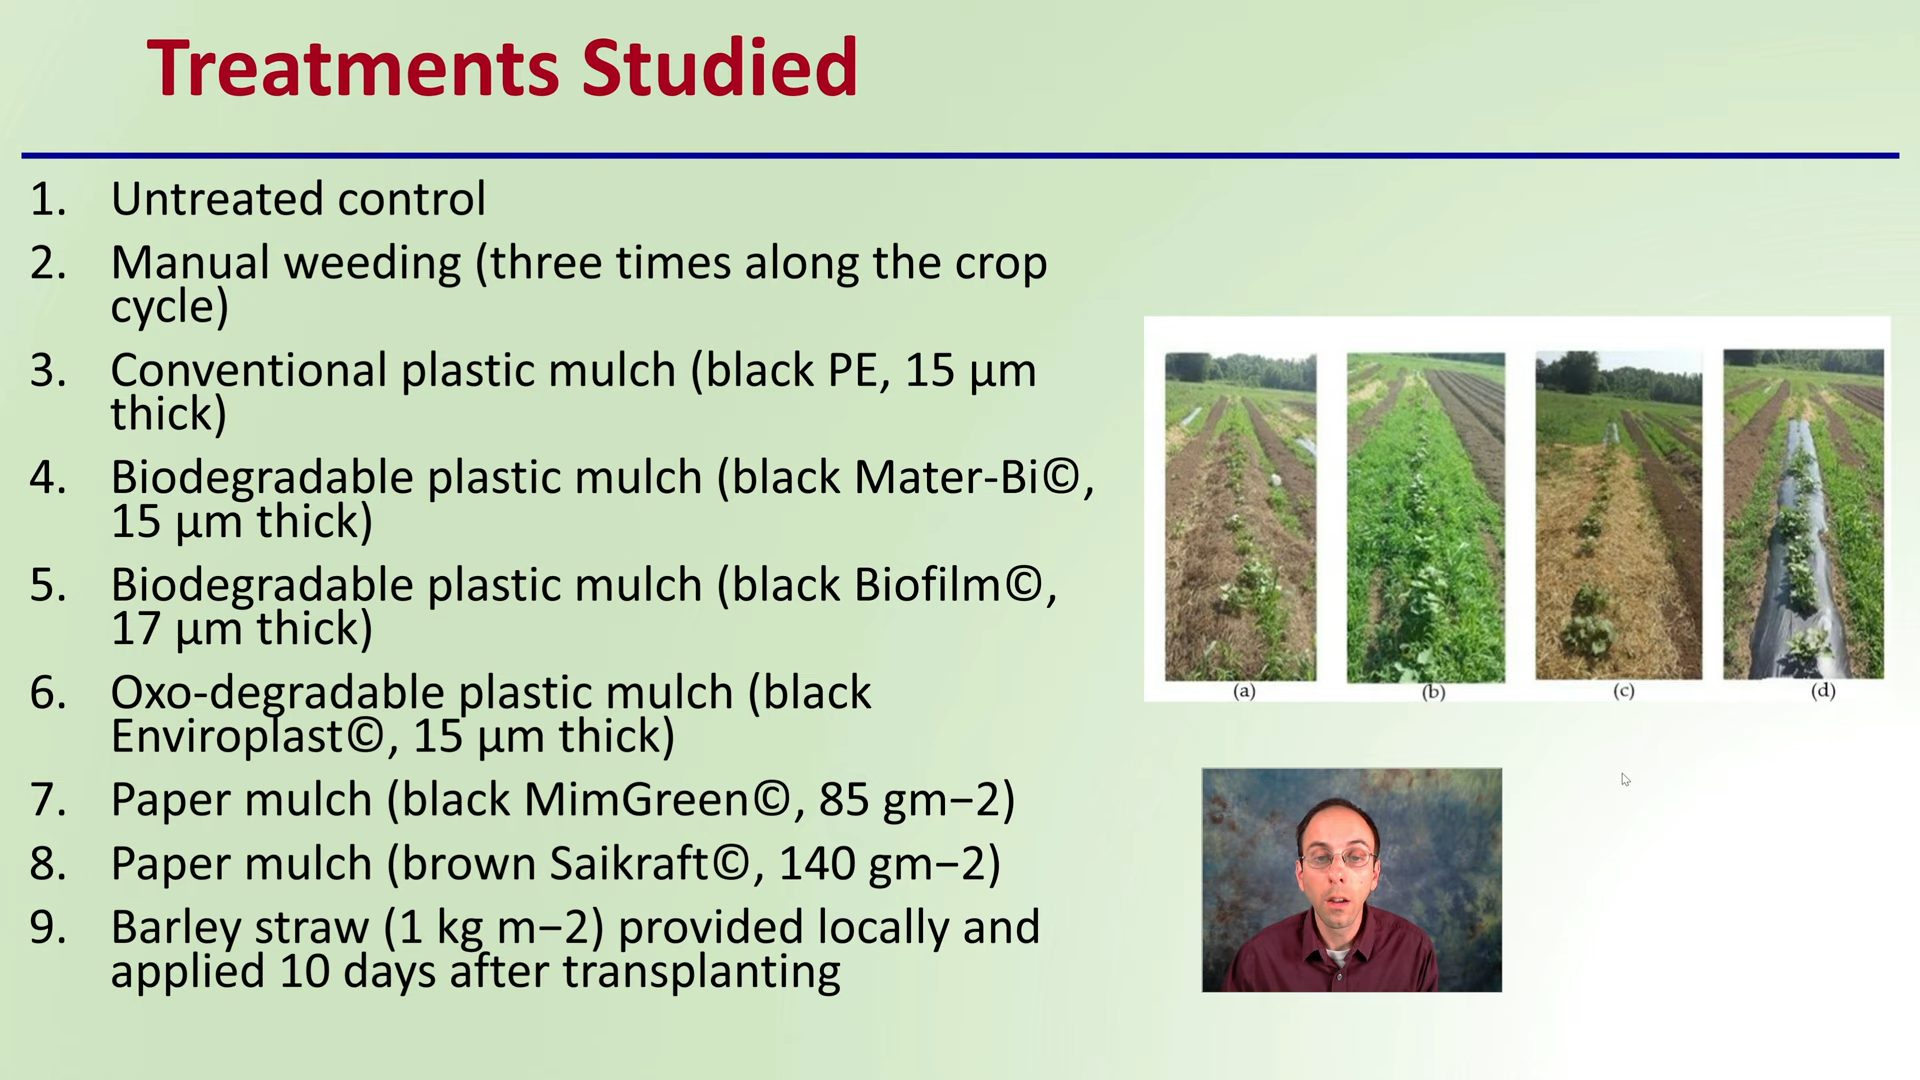 Treatments Studied
1. Untreated control
2. Manual weeding (three times along the crop
cycle)
3. Conventional plastic mulch (black PE, 15 µm
thick)
4. Biodegradable plastic mulch (black Mater-Bi©,
15 µm thick)
5. Biodegradable plastic mulch (black Biofilm©,
17 µm thick)
6. Oxo-degradable plastic mulch (black
Enviroplast©, 15 µm thick)
7. Paper mulch (black MimGreen©, 85 gm−2)
8. Paper mulch (brown Saikraft©, 140 gm−2)
9. Barley straw (1 kg m−2) provided locally and
applied 10 days after transplanting
(a) (b) (c) (d)